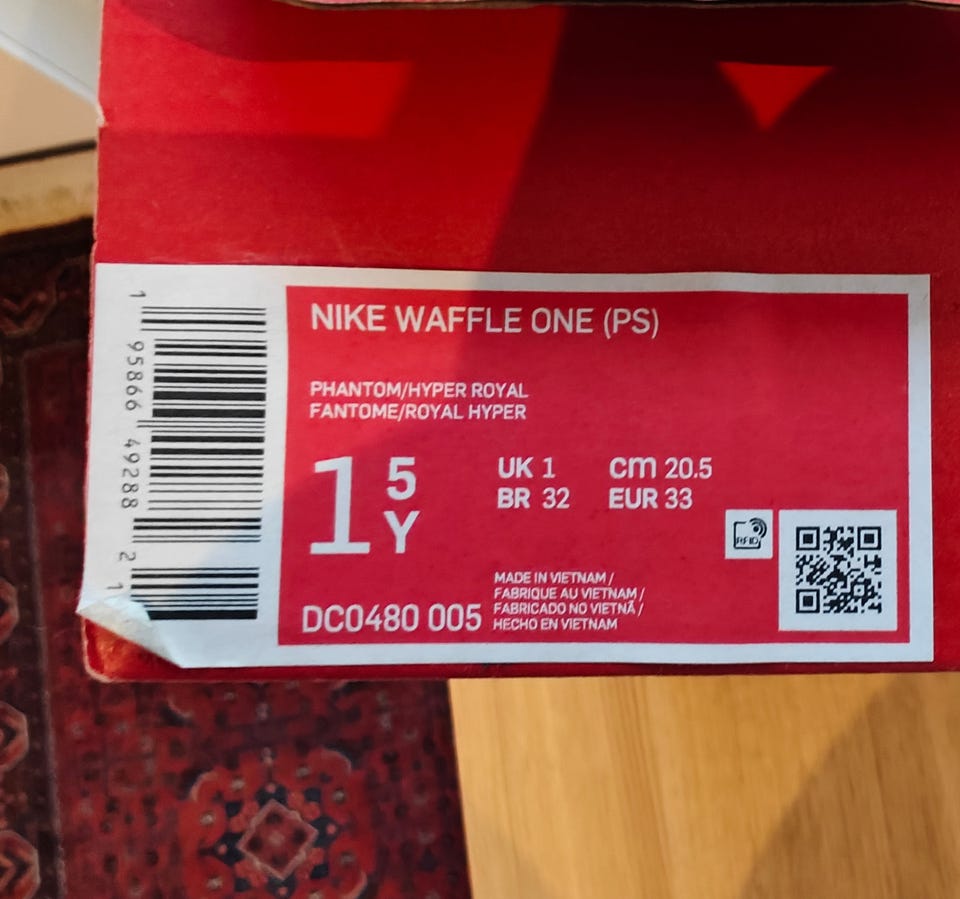 NIKE WAFFLE ONE (PS)
PHANTOM/HYPER ROYAL
FANTOME/ROYAL HYPER
1 5 Y
UK 1 cm 20.5
BR 32 EUR 33
RFID
MADE IN VIETNAM /
FABRIQUE AU VIETNAM /
FABRICADO NO VIETNÃ /
HECHO EN VIETNAM
DC0480 005
1 95866 49288 2 1